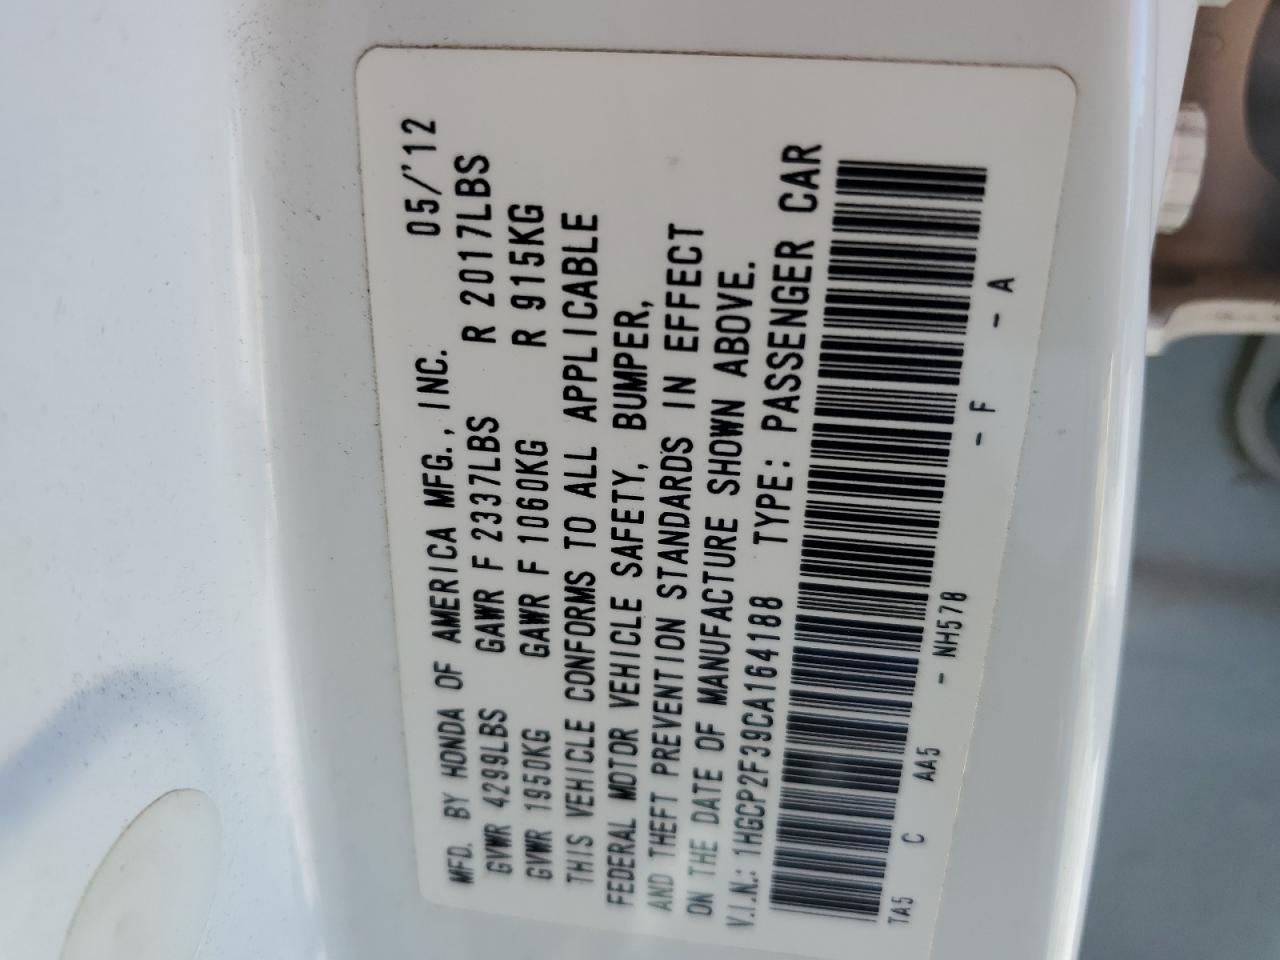 MFD. BY HONDA OF AMERICA MFG., INC. 05/'12
GVWR 4299LBS GAWR F 2337LBS R 2017LBS
GVWR 1950KG GAWR F 1060KG R 915KG
THIS VEHICLE CONFORMS TO ALL APPLICABLE
FEDERAL MOTOR VEHICLE SAFETY, BUMPER,
AND THEFT PREVENTION STANDARDS IN EFFECT
ON THE DATE OF MANUFACTURE SHOWN ABOVE.
V.I.N.: 1HGCP2F39CA164188 TYPE: PASSENGER CAR
TA5 C AA5 - NH578 - F - A